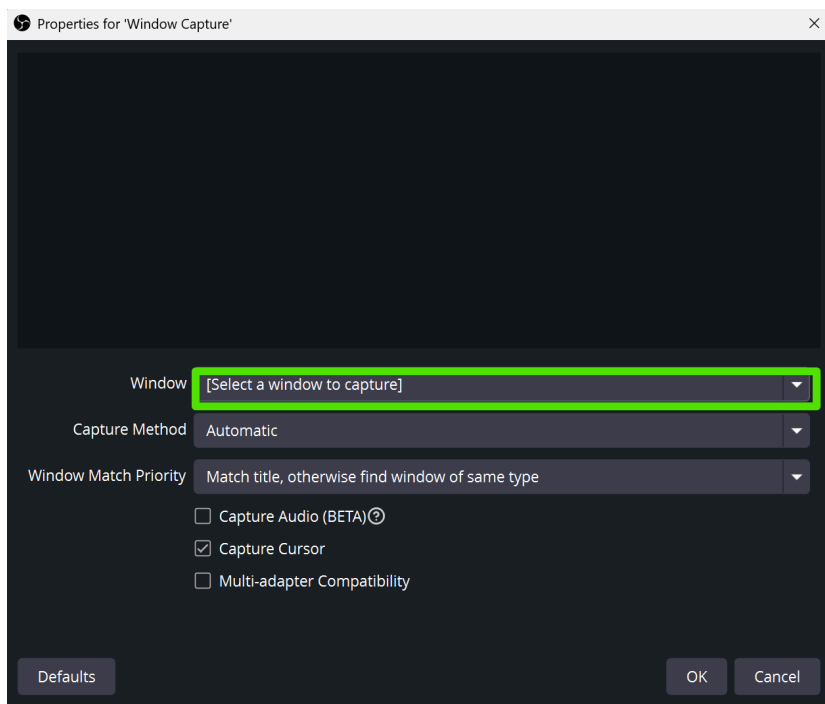 Properties for 'Window Capture'
Window [Select a window to capture]
Capture Method Automatic
Window Match Priority Match title, otherwise find window of same type
Capture Audio (BETA)?
Capture Cursor
Multi-adapter Compatibility
Defaults OK Cancel